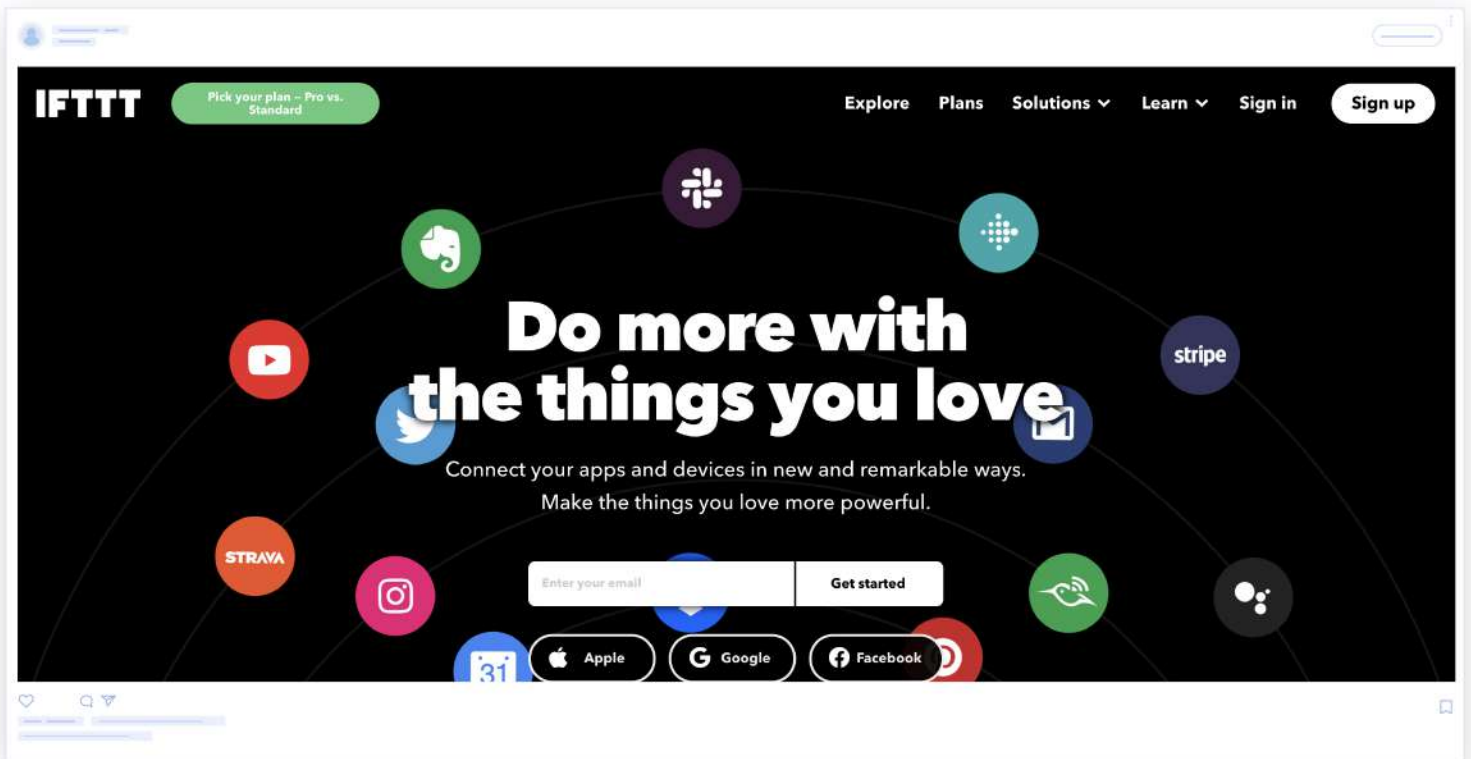 IFTTT
Pick your plan – Pro vs.
Standard
Explore Plans Solutions Learn Sign in Sign up
stripe
Do more with
the things you love
Connect your apps and devices in new and remarkable ways.
Make the things you love more powerful.
STRAVA
Enter your email Get started
31
Apple Google Facebook